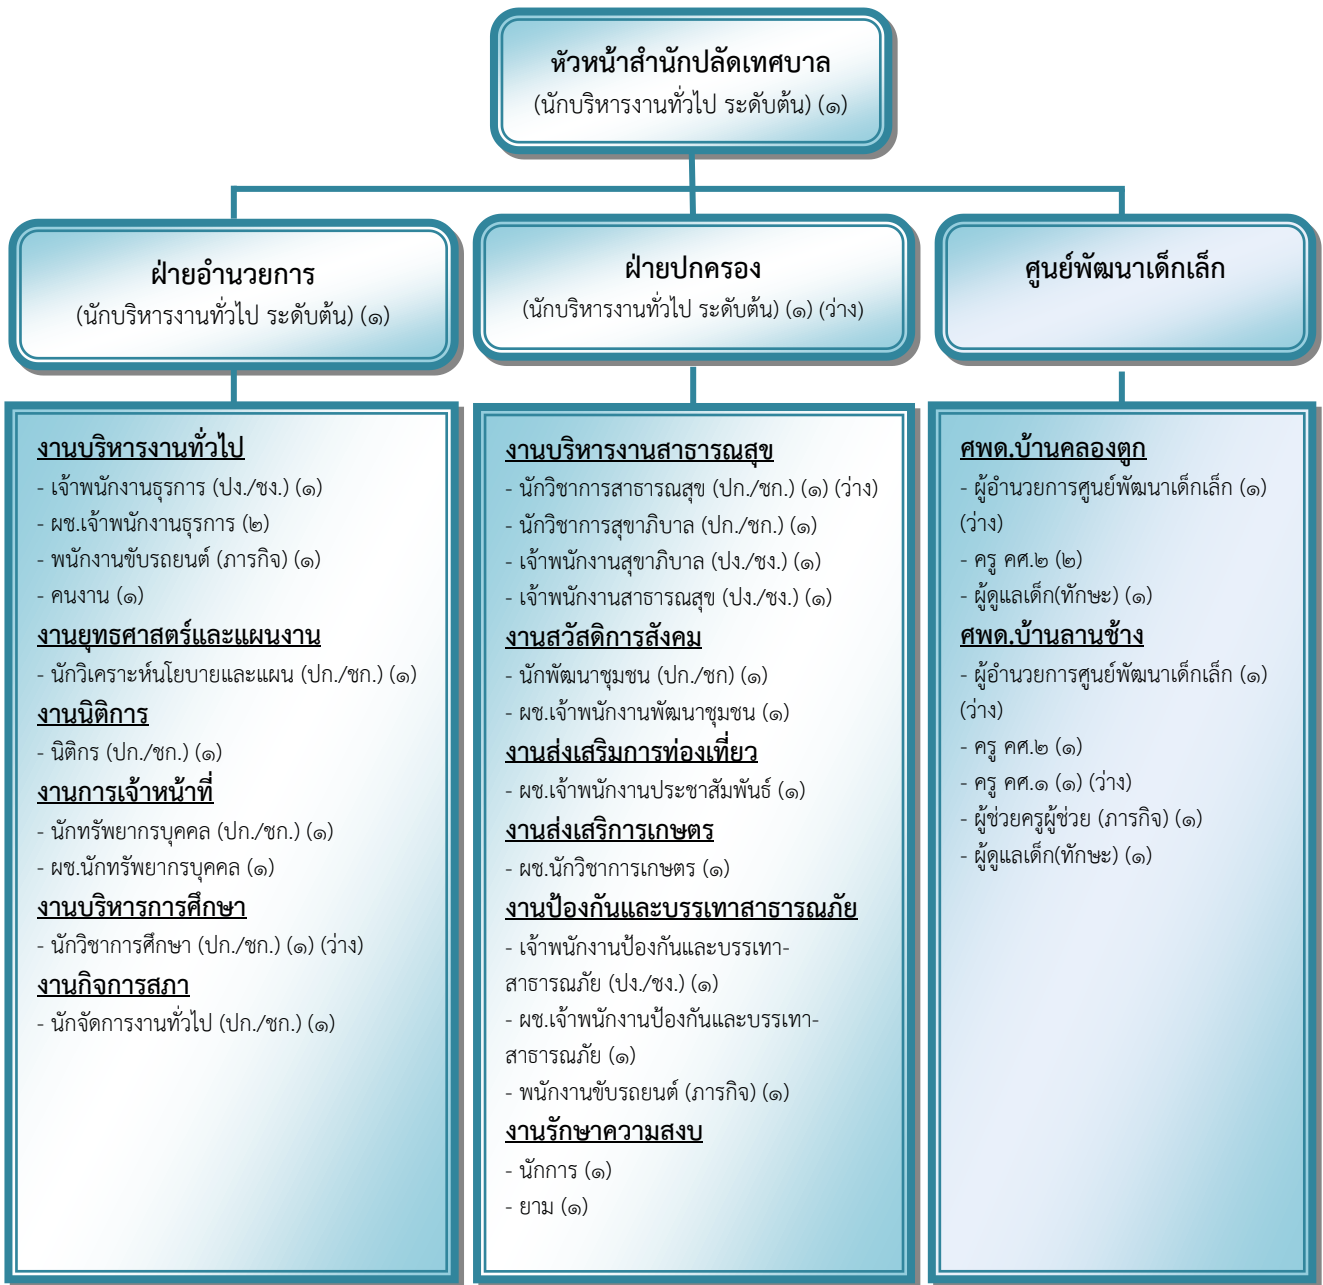 หัวหน้าสำนักปลัดเทศบาล
(นักบริหารงานทั่วไป ระดับต้น) (๑)
ฝ่ายอำนวยการ
(นักบริหารงานทั่วไป ระดับต้น) (๑)
ฝ่ายปกครอง
(นักบริหารงานทั่วไป ระดับต้น) (๑) (ว่าง)
ศูนย์พัฒนาเด็กเล็ก
งานบริหารงานทั่วไป
- เจ้าพนักงานธุรการ (ปง./ชง.) (๑)
- ผช.เจ้าพนักงานธุรการ (๒)
- พนักงานขับรถยนต์ (ภารกิจ) (๑)
- คนงาน (๑)
งานยุทธศาสตร์และแผนงาน
- นักวิเคราะห์นโยบายและแผน (ปก./ชก.) (๑)
งานนิติการ
- นิติกร (ปก./ชก.) (๑)
งานการเจ้าหน้าที่
- นักทรัพยากรบุคคล (ปก./ชก.) (๑)
- ผช.นักทรัพยากรบุคคล (๑)
งานบริหารการศึกษา
- นักวิชาการศึกษา (ปก./ชก.) (๑) (ว่าง)
งานกิจการสภา
- นักจัดการงานทั่วไป (ปก./ชก.) (๑)
งานบริหารงานสาธารณสุข
- นักวิชาการสาธารณสุข (ปก./ชก.) (๑) (ว่าง)
- นักวิชาการสุขาภิบาล (ปก./ชก.) (๑)
- เจ้าพนักงานสุขาภิบาล (ปง./ชง.) (๑)
- เจ้าพนักงานสาธารณสุข (ปง./ชง.) (๑)
งานสวัสดิการสังคม
- นักพัฒนาชุมชน (ปก./ชก) (๑)
- ผช.เจ้าพนักงานพัฒนาชุมชน (๑)
งานส่งเสริมการท่องเที่ยว
- ผช.เจ้าพนักงานประชาสัมพันธ์ (๑)
งานส่งเสริการเกษตร
- ผช.นักวิชาการเกษตร (๑)
งานป้องกันและบรรเทาสาธารณภัย
- เจ้าพนักงานป้องกันและบรรเทา-
สาธารณภัย (ปง./ชง.) (๑)
- ผช.เจ้าพนักงานป้องกันและบรรเทา-
สาธารณภัย (๑)
- พนักงานขับรถยนต์ (ภารกิจ) (๑)
งานรักษาความสงบ
- นักการ (๑)
- ยาม (๑)
ศพด.บ้านคลองตูก
- ผู้อำนวยการศูนย์พัฒนาเด็กเล็ก (๑)
(ว่าง)
- ครู คศ.๒ (๒)
- ผู้ดูแลเด็ก(ทักษะ) (๑)
ศพด.บ้านลานช้าง
- ผู้อำนวยการศูนย์พัฒนาเด็กเล็ก (๑)
(ว่าง)
- ครู คศ.๒ (๑)
- ครู คศ.๑ (๑) (ว่าง)
- ผู้ช่วยครูผู้ช่วย (ภารกิจ) (๑)
- ผู้ดูแลเด็ก(ทักษะ) (๑)